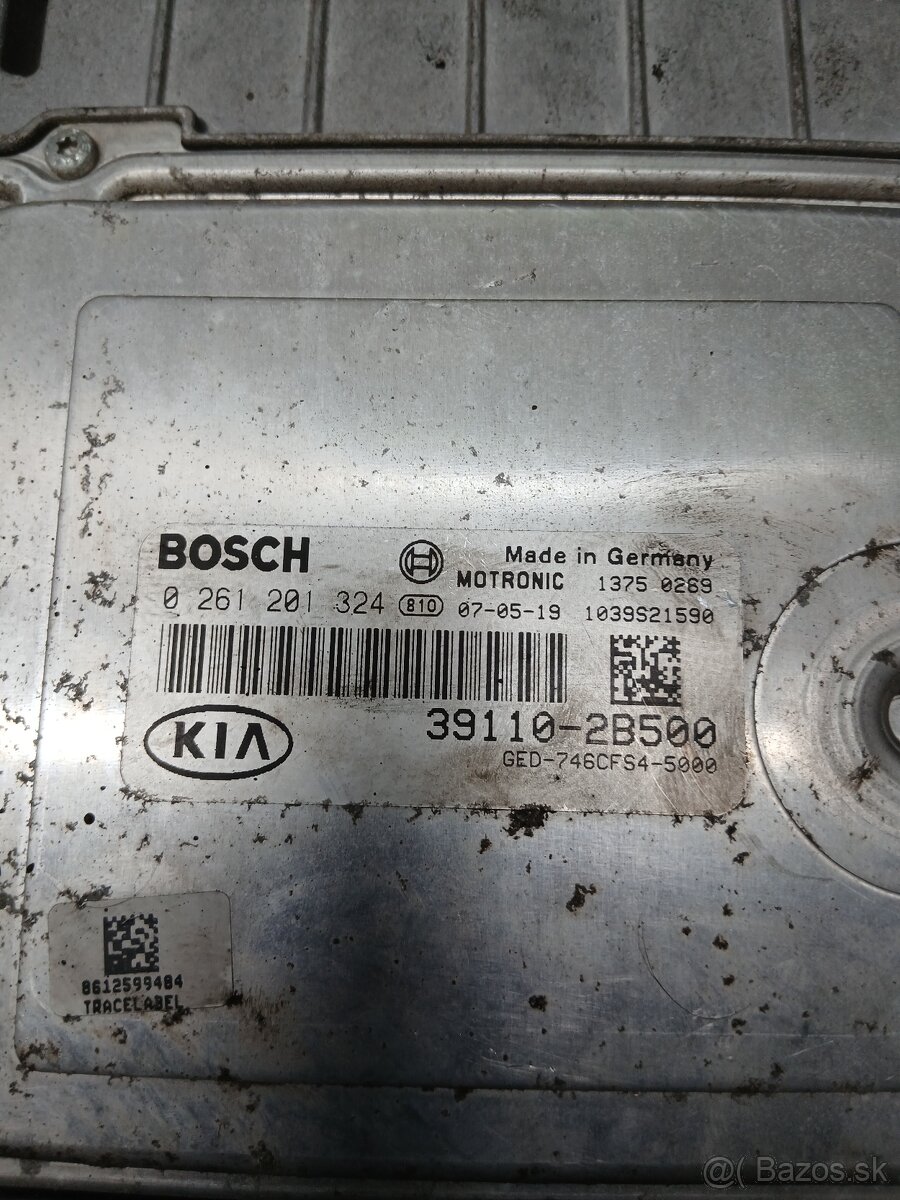 BOSCH
Made in Germany
MOTRONIC 1375 0269
0 261 201 324 810 07-05-19 1039S21590
KIA
39110-2B500
GED-746CFS4-5000
8612599484
TRACELABEL
@( Bazos.sk